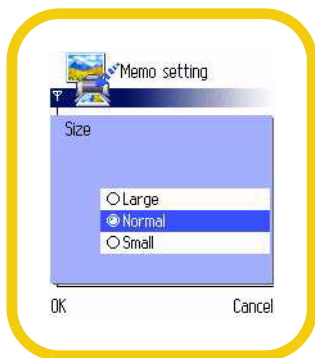 Memo setting
Size
Large
Normal
Small
OK Cancel